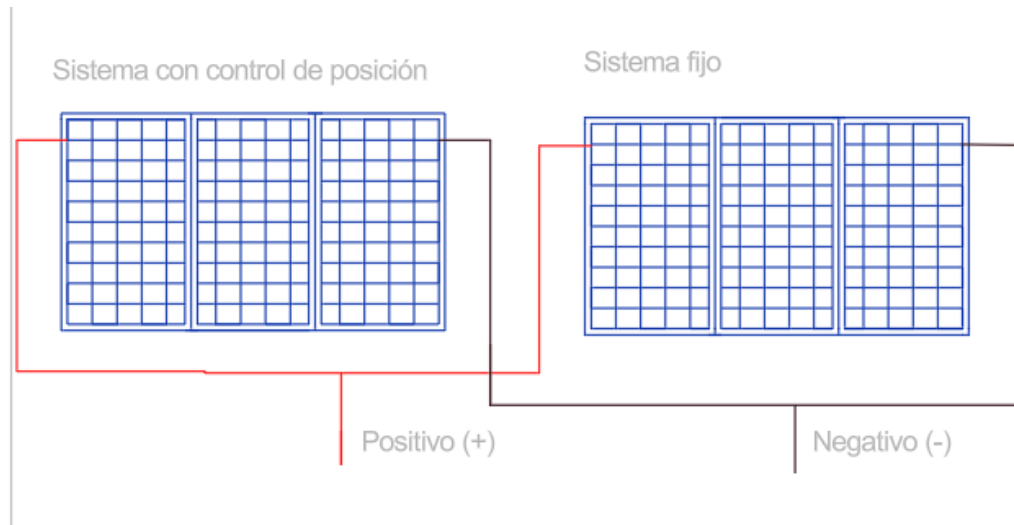 Sistema con control de posición
Sistema fijo
Positivo (+)
Negativo (-)